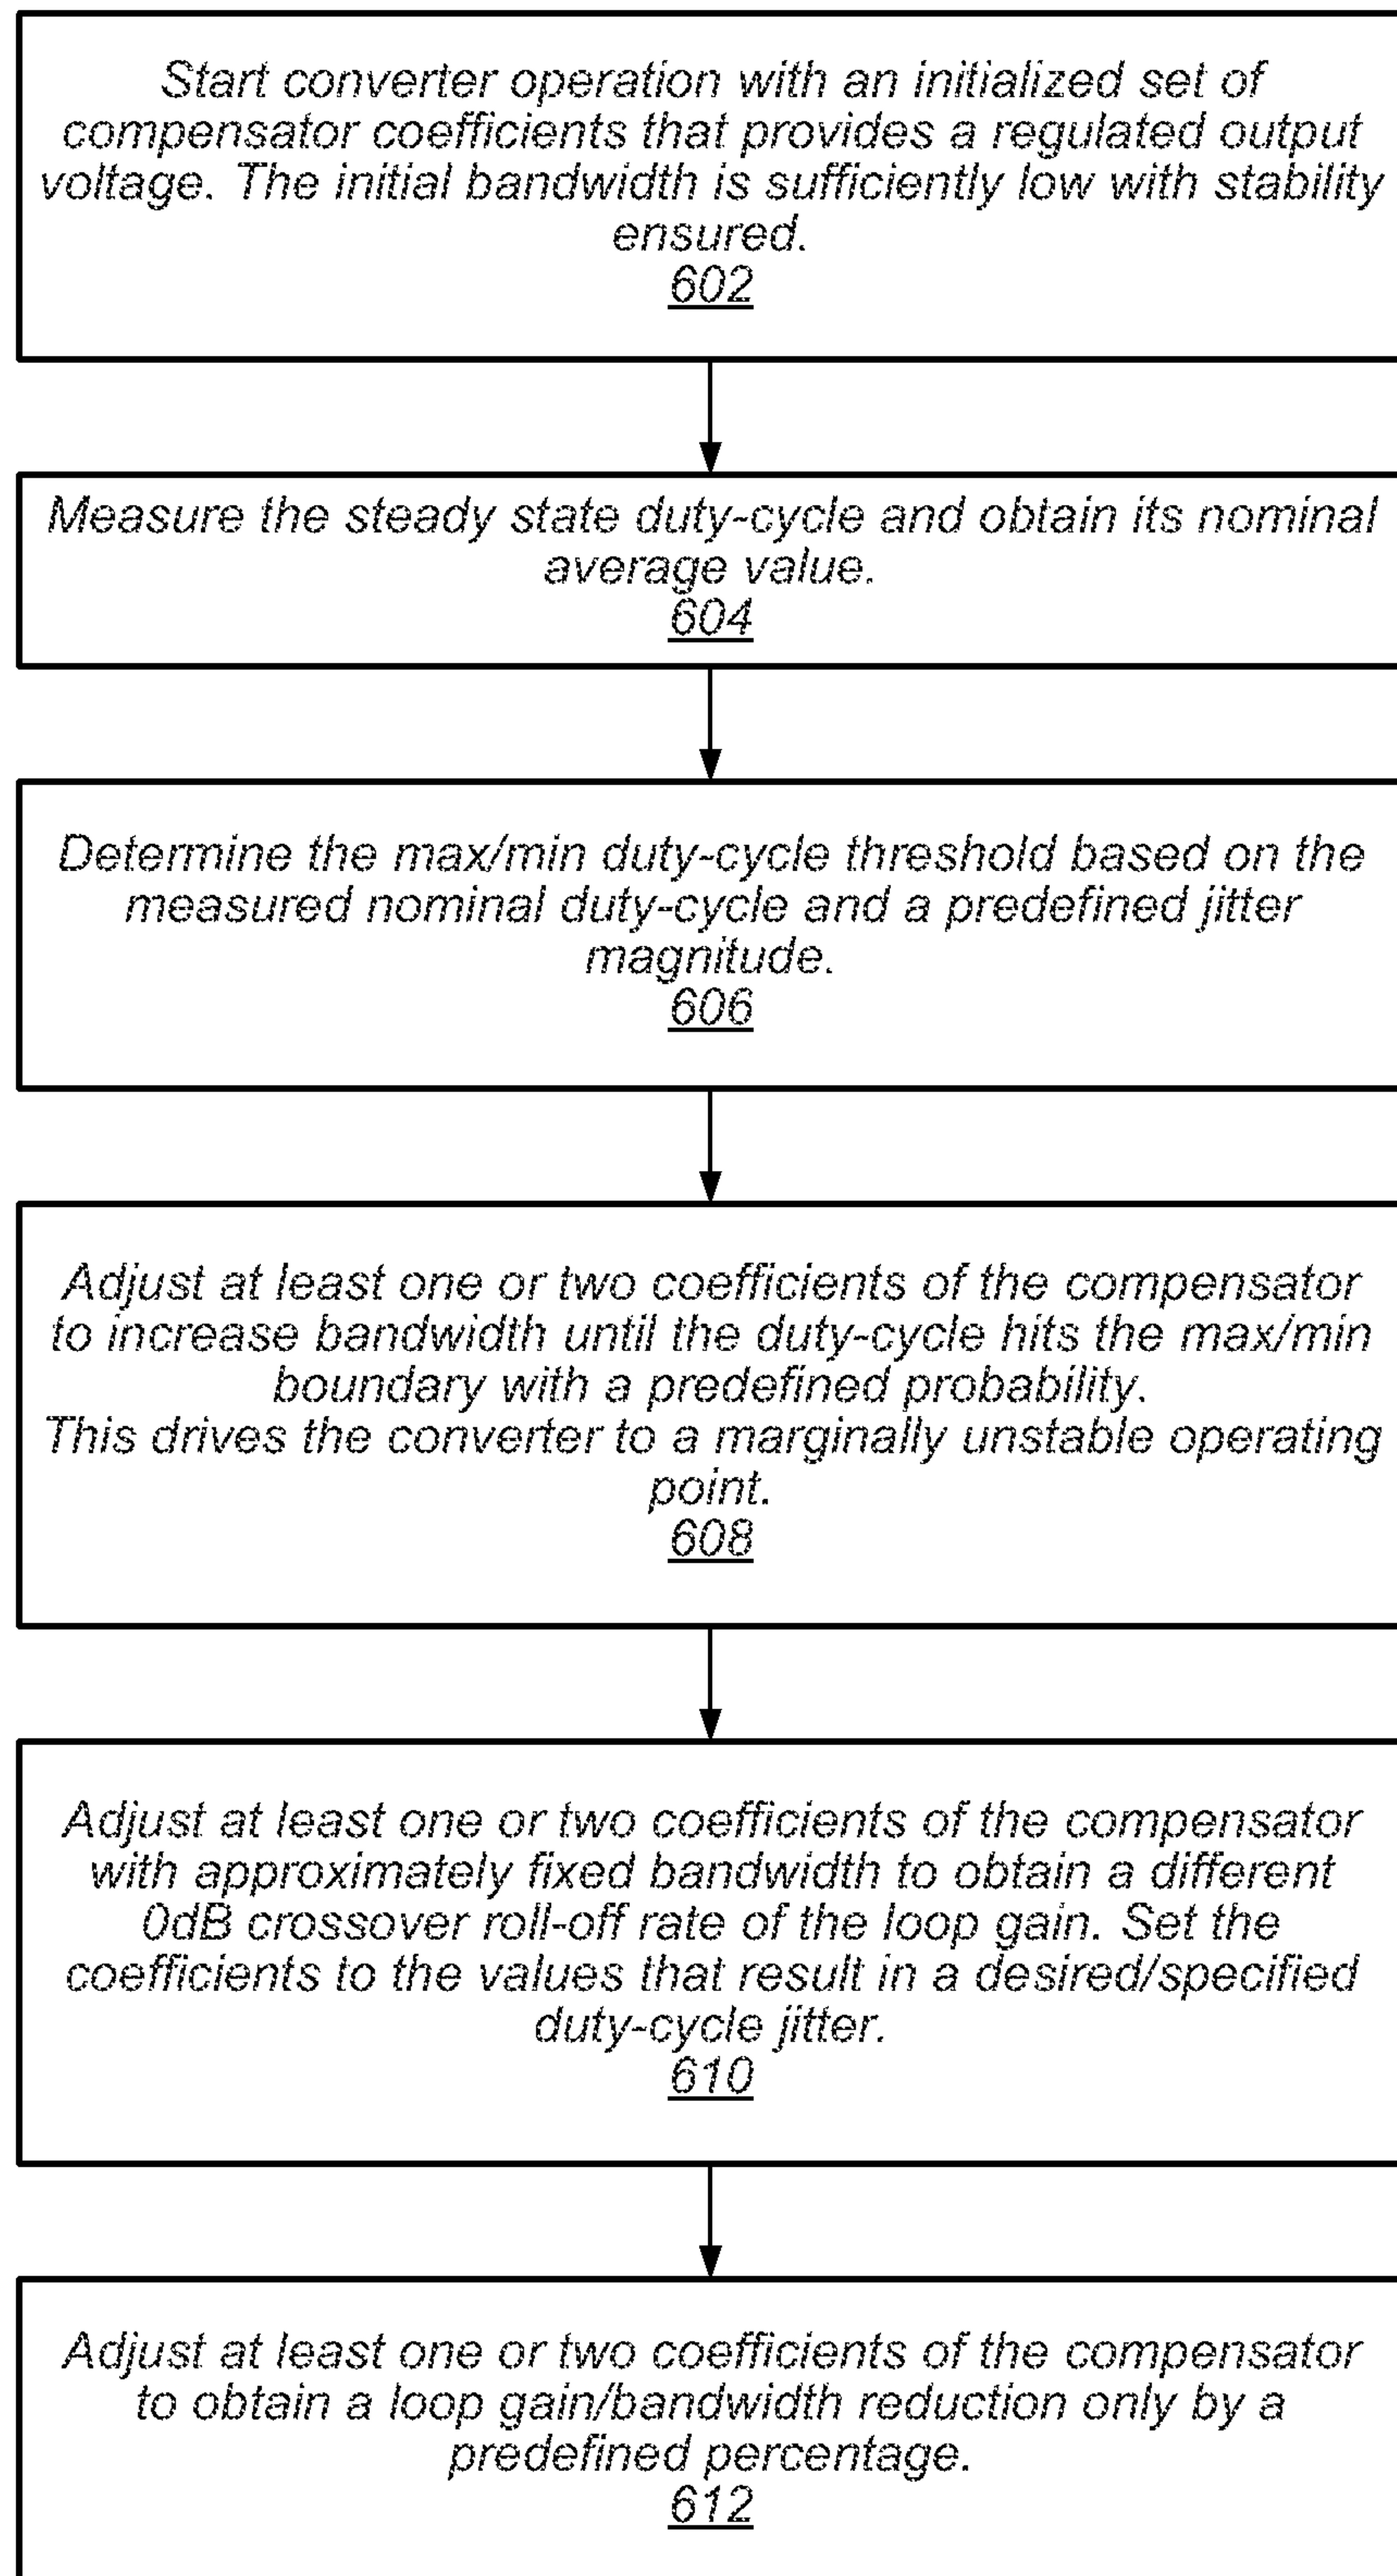 Start converter operation with an initialized set of
compensator coefficients that provides a regulated output
voltage. The initial bandwidth is sufficiently low with stability
ensured.
602
Measure the steady state duty-cycle and obtain its nominal
average value.
604
Determine the max/min duty-cycle threshold based on the
measured nominal duty-cycle and a predefined jitter
magnitude.
606
Adjust at least one or two coefficients of the compensator
to increase bandwidth until the duty-cycle hits the max/min
boundary with a predefined probability.
This drives the converter to a marginally unstable operating
point.
608
Adjust at least one or two coefficients of the compensator
with approximately fixed bandwidth to obtain a different
0dB crossover roll-off rate of the loop gain. Set the
coefficients to the values that result in a desired/specified
duty-cycle jitter.
610
Adjust at least one or two coefficients of the compensator
to obtain a loop gain/bandwidth reduction only by a
predefined percentage.
612